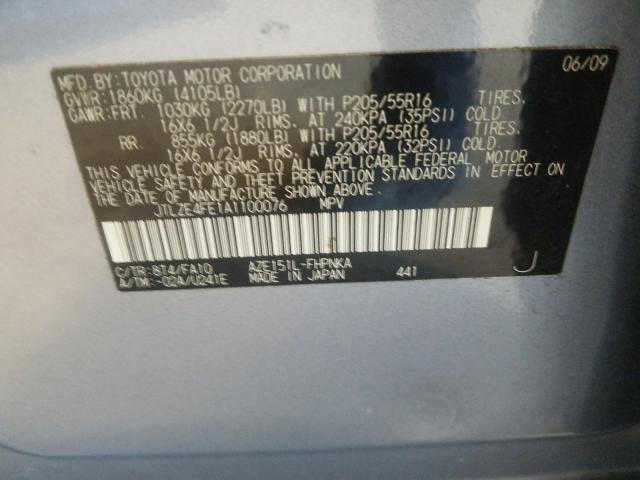 MFD. BY: TOYOTA MOTOR CORPORATION 06/09
GVWR: 1860KG (4105LB)
GAWR: FRT. 1030KG (2270LB) WITH P205/55R16 TIRES.
16X6 1/2J RIMS. AT 240KPA (35PSI) COLD.
RR. 855KG (1880LB) WITH P205/55R16 TIRES.
16X6 1/2J RIMS. AT 220KPA (32PSI) COLD.
THIS VEHICLE CONFORMS TO ALL APPLICABLE FEDERAL MOTOR
VEHICLE SAFETY AND THEFT PREVENTION STANDARDS IN EFFECT ON
THE DATE OF MANUFACTURE SHOWN ABOVE.
JTLZE4FE1A1100076 MPV
C/TR: 8T4/FA10 AZE151L-FHPNKA
A/TM: -02A/U241E MADE IN JAPAN 441 J